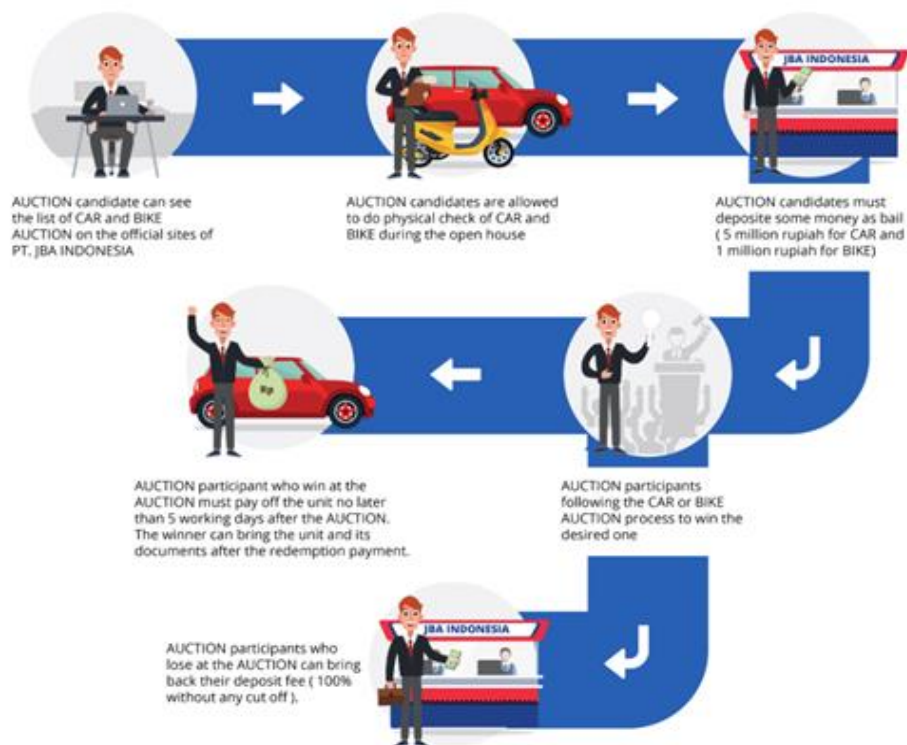 AUCTION candidate can see
the list of CAR and BIKE
AUCTION on the official sites of
PT. JBA INDONESIA
AUCTION candidates are allowed
to do physical check of CAR and
BIKE during the open house
JBA INDONESIA
AUCTION candidates must
deposite some money as bail
( 5 million rupiah for CAR and
1 million rupiah for BIKE)
Rp
AUCTION participant who win at the
AUCTION must pay off the unit no later
than 5 working days after the AUCTION.
The winner can bring the unit and its
documents after the redemption payment.
AUCTION participants
following the CAR or BIKE
AUCTION process to win the
desired one
AUCTION participants who
lose at the AUCTION can bring
back their deposit fee ( 100%
without any cut off ).
JBA INDONESIA